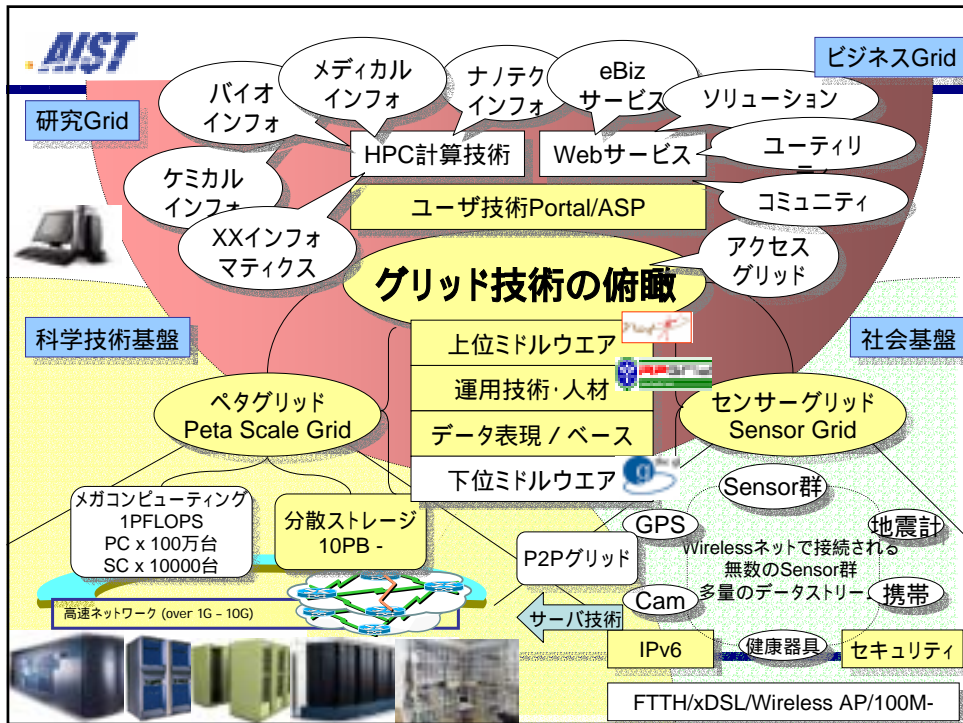 AIST
ビジネスGrid
研究Grid
バイオ
インフォ
メディカル
インフォ
ナノテク
インフォ
eBiz
サービス
ソリューション
HPC計算技術
Webサービス
ユーティリ
ケミカル
インフォ
ユーザ技術Portal/ASP
コミュニティ
XXインフォ
マティクス
アクセス
グリッド
グリッド技術の俯瞰
科学技術基盤
社会基盤
上位ミドルウエア
運用技術・人材
データ表現 / ベース
下位ミドルウエア
ペタグリッド
Peta Scale Grid
センサーグリッド
Sensor Grid
メガコンピューティング
1PFLOPS
PC x 100万台
SC x 10000台
分散ストレージ
10PB -
P2Pグリッド
Sensor群
GPS
地震計
Wirelessネットで接続される
無数のSensor群
多量のデータストリー
Cam
携帯
健康器具
高速ネットワーク (over 1G – 10G)
サーバ技術
IPv6
セキュリティ
FTTH/xDSL/Wireless AP/100M-